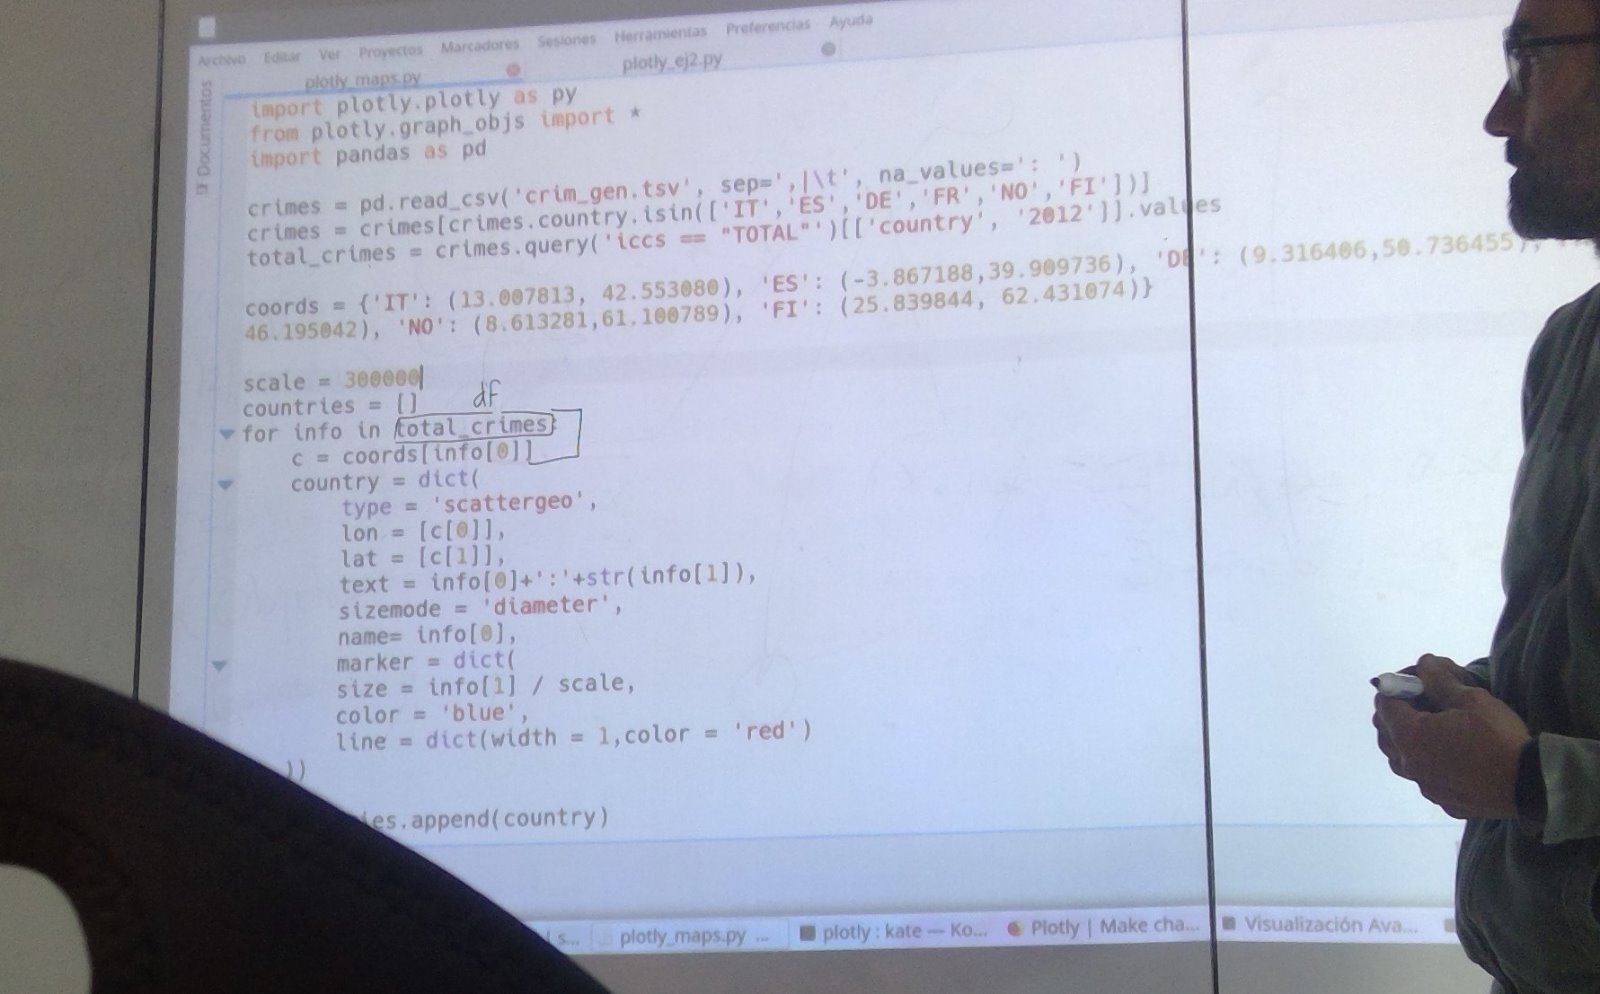 Archivo Editar Ver Proyectos Marcadores Sesiones Herramientas Preferencias Ayuda
plotly_maps.py plotly_ej2.py
Documentos
import plotly.plotly as py
from plotly.graph_objs import *
import pandas as pd
crimes = pd.read_csv('crim_gen.tsv', sep=',|\t', na_values=': ')
crimes = crimes[crimes.country.isin(['IT','ES','DE','FR','NO','FI'])]
total_crimes = crimes.query('iccs == "TOTAL"')[['country', '2012']].values
coords = {'IT': (13.007813, 42.553080), 'ES': (-3.867188,39.909736), 'DE': (9.316406,50.736455),
46.195042), 'NO': (8.613281,61.100789), 'FI': (25.839844, 62.431074)}
scale = 300000
countries = []
df
for info in total_crimes:
c = coords[info[0]]
country = dict(
type = 'scattergeo',
lon = [c[0]],
lat = [c[1]],
text = info[0]+':'+str(info[1]),
sizemode = 'diameter',
name= info[0],
marker = dict(
size = info[1] / scale,
color = 'blue',
line = dict(width = 1,color = 'red')
))
ies.append(country)
s... plotly_maps.py ... plotly : kate — Ko... Plotly | Make cha... Visualización Ava...